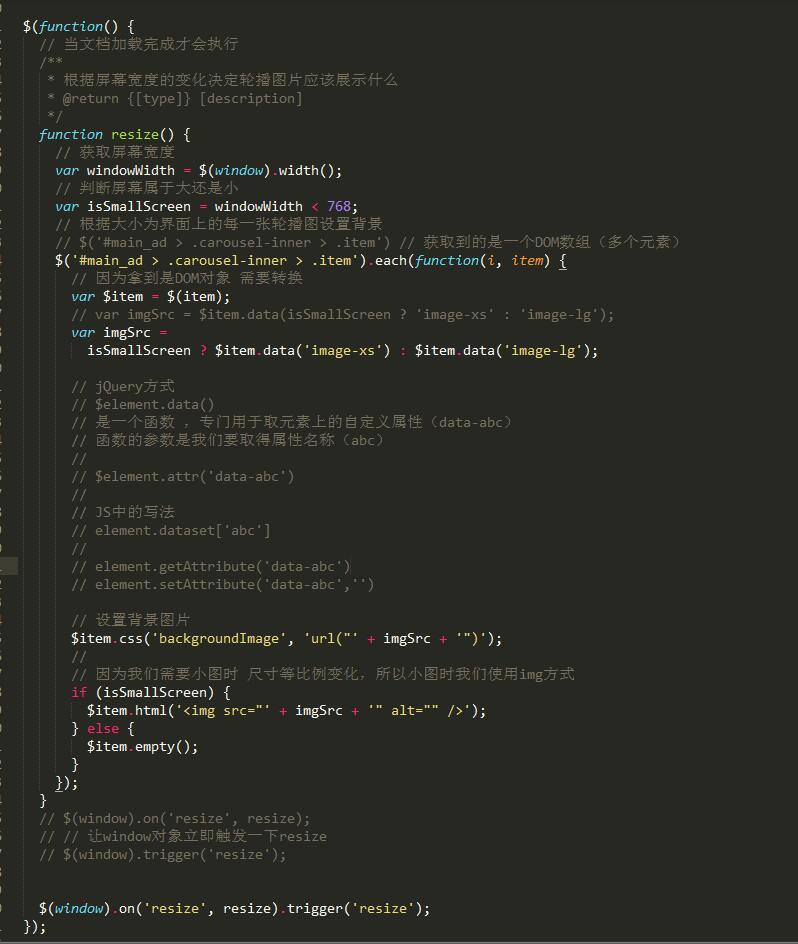 $(function() {
  // 当文档加载完成才会执行
  /**
   * 根据屏幕宽度的变化决定轮播图片应该展示什么
   * @return {[type]} [description]
   */
  function resize() {
    // 获取屏幕宽度
    var windowWidth = $(window).width();
    // 判断屏幕属于大还是小
    var isSmallScreen = windowWidth < 768;
    // 根据大小为界面上的每一张轮播图设置背景
    // $('#main_ad > .carousel-inner > .item') // 获取到的是一个DOM数组（多个元素）
    $('#main_ad > .carousel-inner > .item').each(function(i, item) {
      // 因为拿到是DOM对象 需要转换
      var $item = $(item);
      // var imgSrc = $item.data(isSmallScreen ? 'image-xs' : 'image-lg');
      var imgSrc =
        isSmallScreen ? $item.data('image-xs') : $item.data('image-lg');

      // jQuery方式
      // $element.data()
      // 是一个函数 ，专门用于取元素上的自定义属性（data-abc）
      // 函数的参数是我们要取得属性名称（abc）
      //
      // $element.attr('data-abc')
      //
      // JS中的写法
      // element.dataset['abc']
      //
      // element.getAttribute('data-abc')
      // element.setAttribute('data-abc','')

      // 设置背景图片
      $item.css('backgroundImage', 'url("' + imgSrc + '")');
      //
      // 因为我们需要小图时 尺寸等比例变化，所以小图时我们使用img方式
      if (isSmallScreen) {
        $item.html('<img src="' + imgSrc + '" alt="" />');
      } else {
        $item.empty();
      }
    });
  }
  // $(window).on('resize', resize);
  // // 让window对象立即触发一下resize
  // $(window).trigger('resize');


  $(window).on('resize', resize).trigger('resize');
});